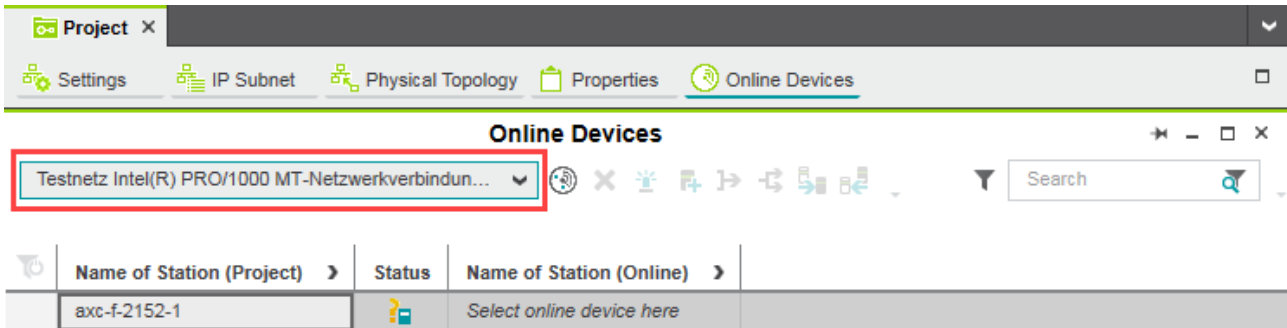 Project
Settings IP Subnet Physical Topology Properties Online Devices
Online Devices
Testnetz Intel(R) PRO/1000 MT-Netzwerkverbindun... Search
Name of Station (Project) Status Name of Station (Online)
axc-f-2152-1 Select online device here